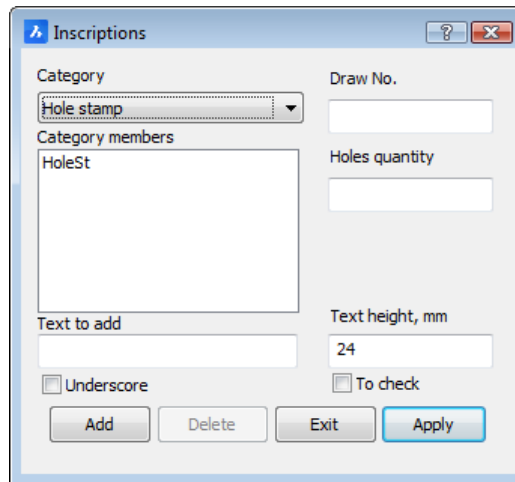 Inscriptions
Category
Hole stamp
Category members
HoleSt
Draw No.
Holes quantity
Text to add
Text height, mm
24
Underscore
To check
Add
Delete
Exit
Apply